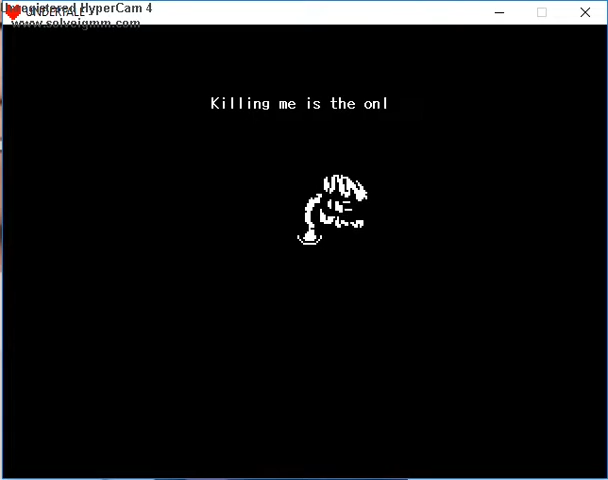 Unregistered HyperCam 4
UNDERTALE
www.solveigmm.com
Killing me is the onl